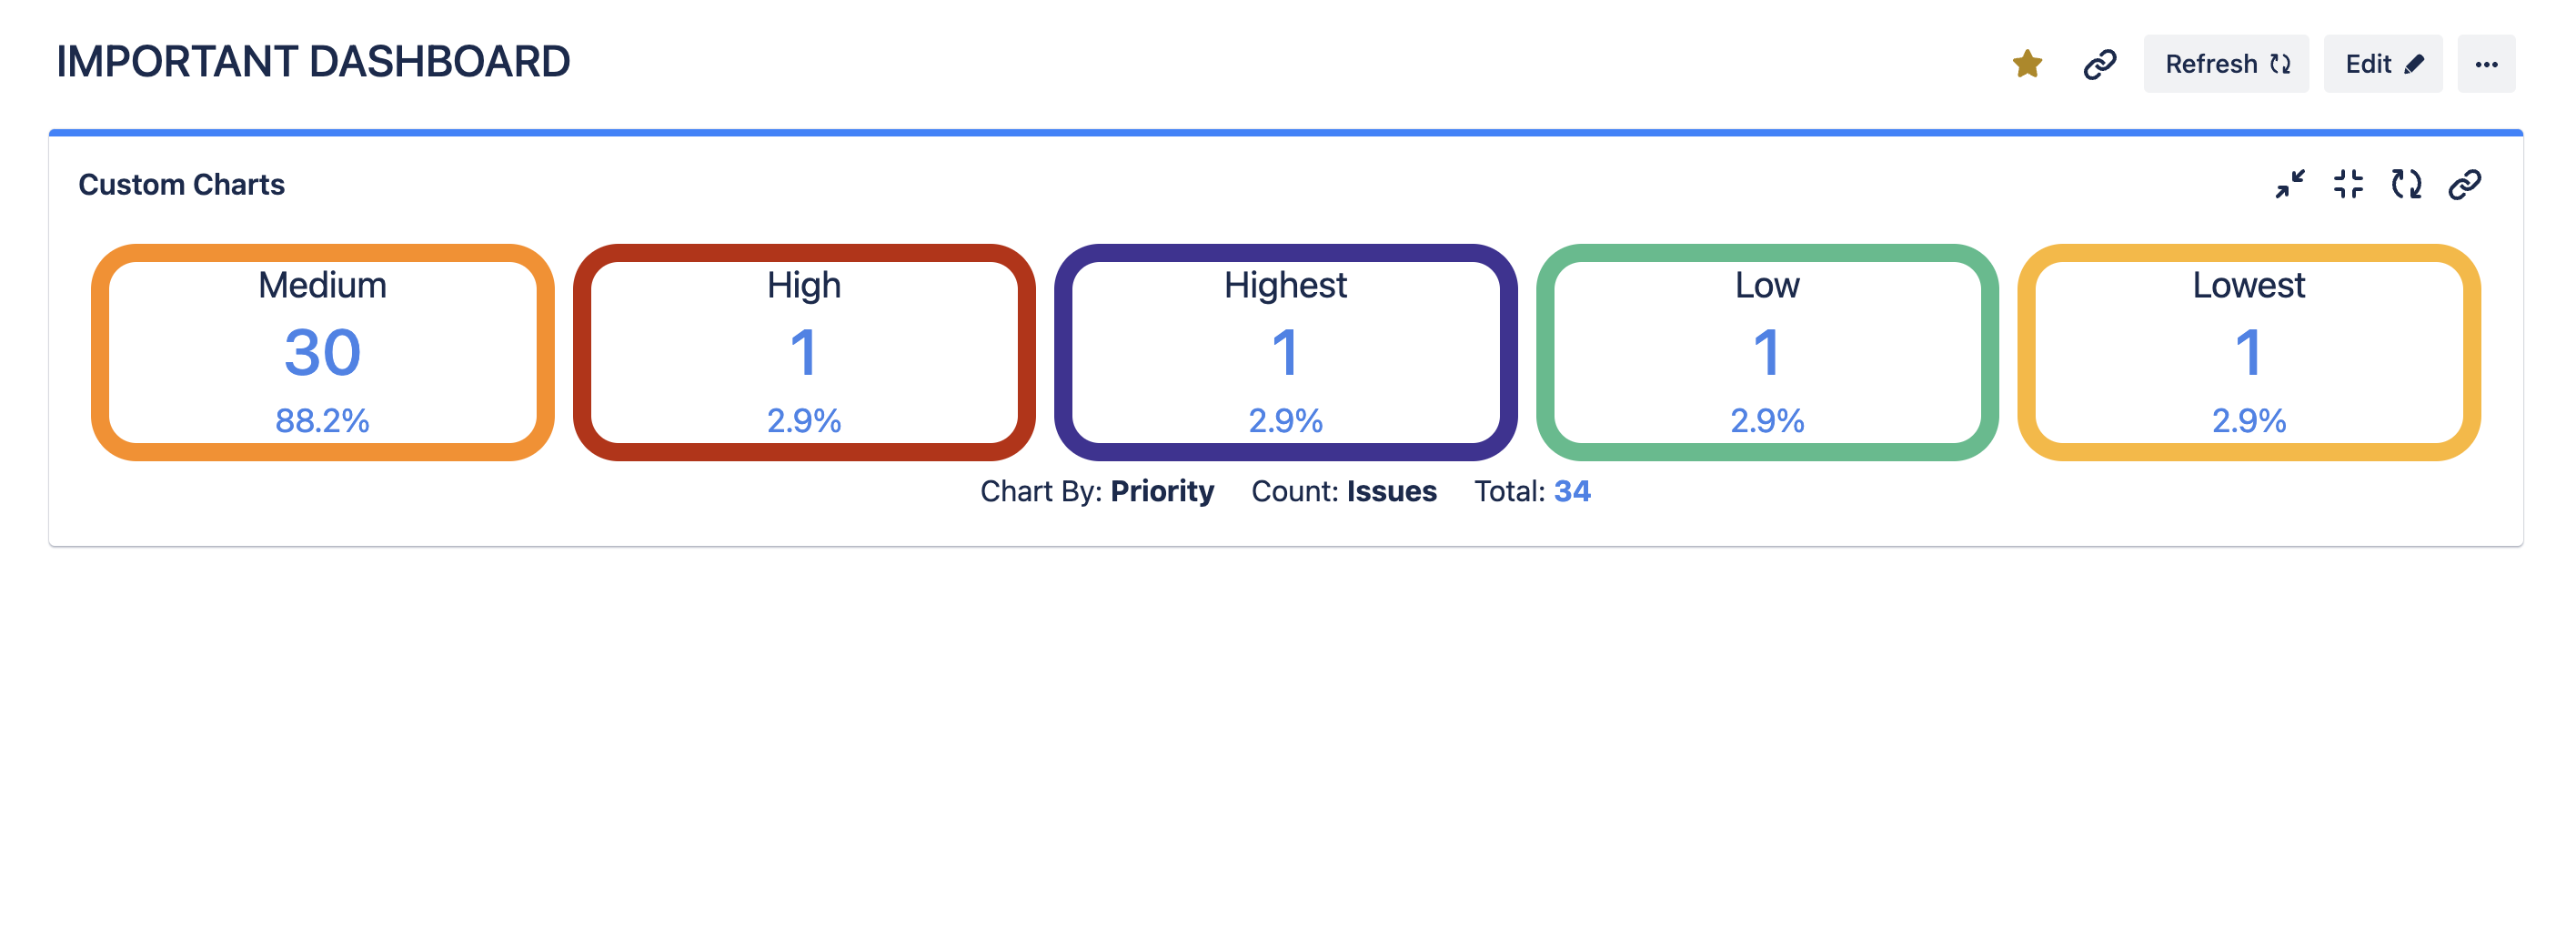 IMPORTANT DASHBOARD
Refresh
Edit
Custom Charts
Medium
30
88.2%
High
1
2.9%
Highest
1
2.9%
Low
1
2.9%
Lowest
1
2.9%
Chart By: Priority Count: Issues Total: 34